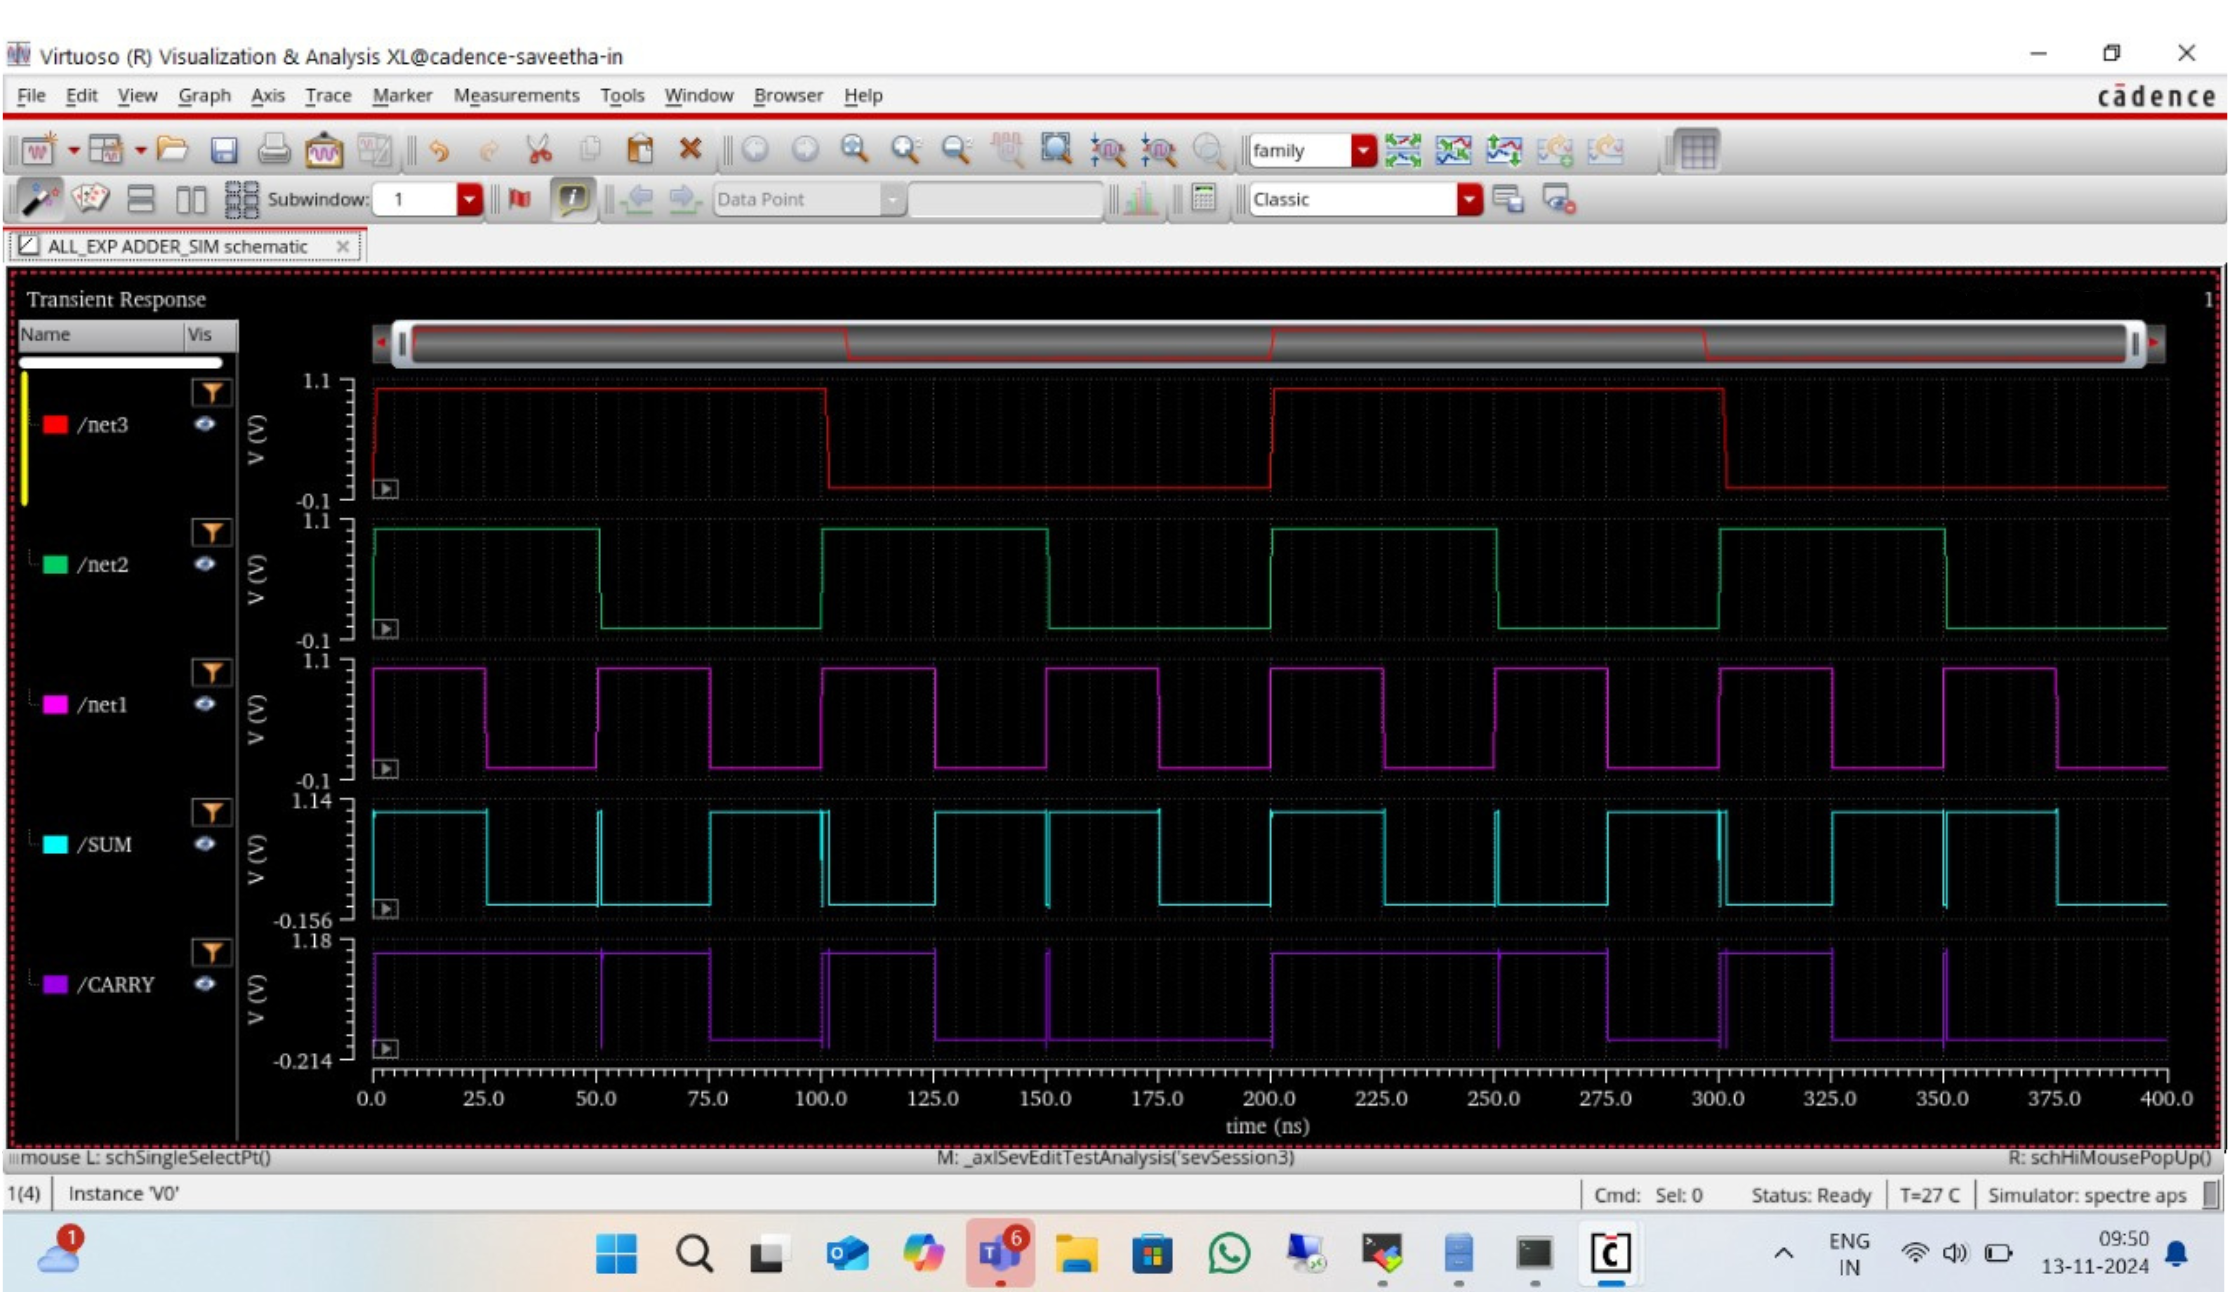 Virtuoso (R) Visualization & Analysis XL@cadence-saveetha-in
File Edit View Graph Axis Trace Marker Measurements Tools Window Browser Help
cādence
family
Subwindow: 1
Data Point
Classic
ALL_EXP ADDER_SIM schematic
Transient Response
1
Name Vis
/net3
V (V)
1.1
-0.1
/net2
V (V)
1.1
-0.1
/net1
V (V)
1.1
-0.1
/SUM
V (V)
1.14
-0.156
/CARRY
V (V)
1.18
-0.214
0.0 25.0 50.0 75.0 100.0 125.0 150.0 175.0 200.0 225.0 250.0 275.0 300.0 325.0 350.0 375.0 400.0
time (ns)
mouse L: schSingleSelectPt() M: _axlSevEditTestAnalysis('sevSession3) R: schHiMousePopUp()
1(4) Instance 'V0' Cmd: Sel: 0 Status: Ready T=27 C Simulator: spectre aps
1
6
ENG
IN
09:50
13-11-2024